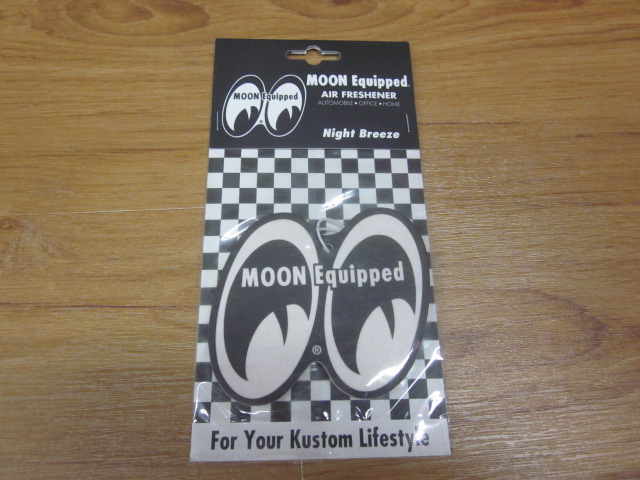 MOON Equipped
MOON Equipped
AIR FRESHENER
AUTOMOBILE • OFFICE • HOME
Night Breeze
MOON Equipped
®
For Your Kustom Lifestyle